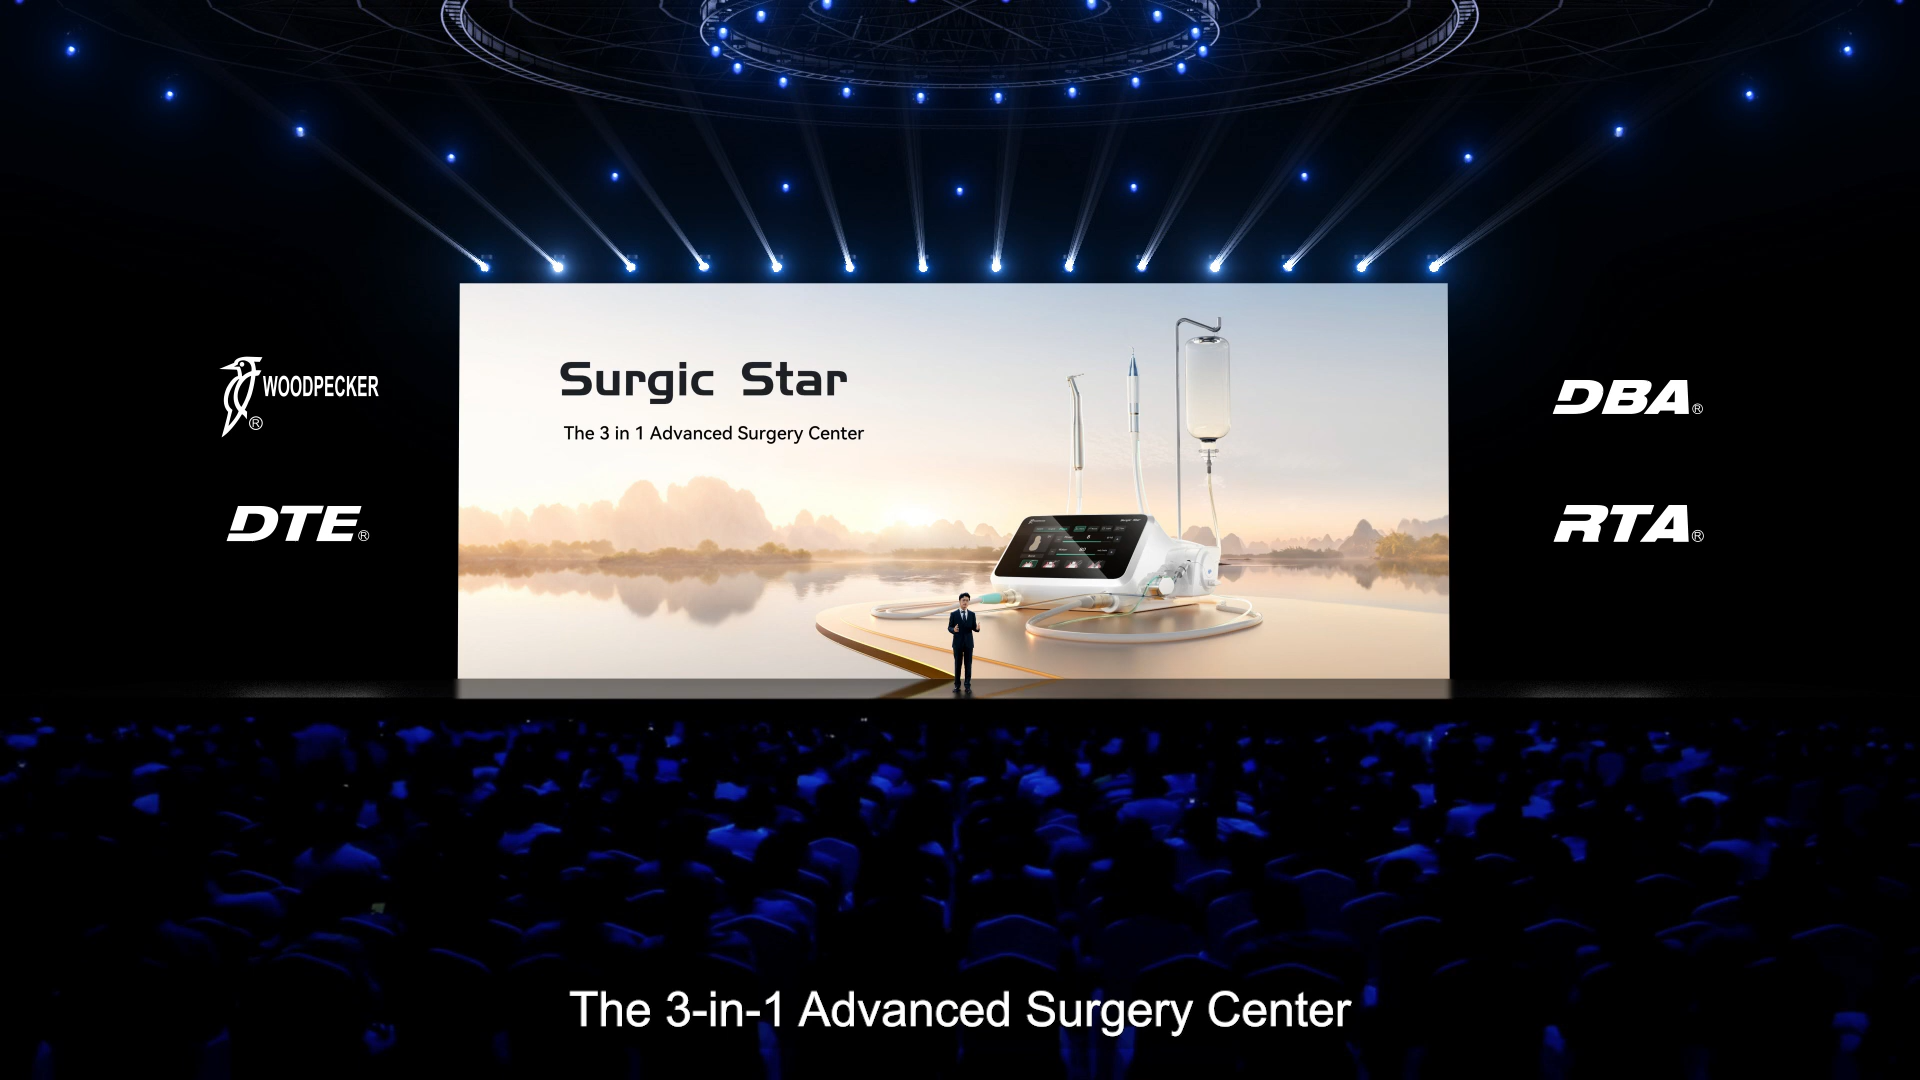 WOODPECKER
®
DTE®
Surgic Star
The 3 in 1 Advanced Surgery Center
DBA®
RTA®
The 3-in-1 Advanced Surgery Center